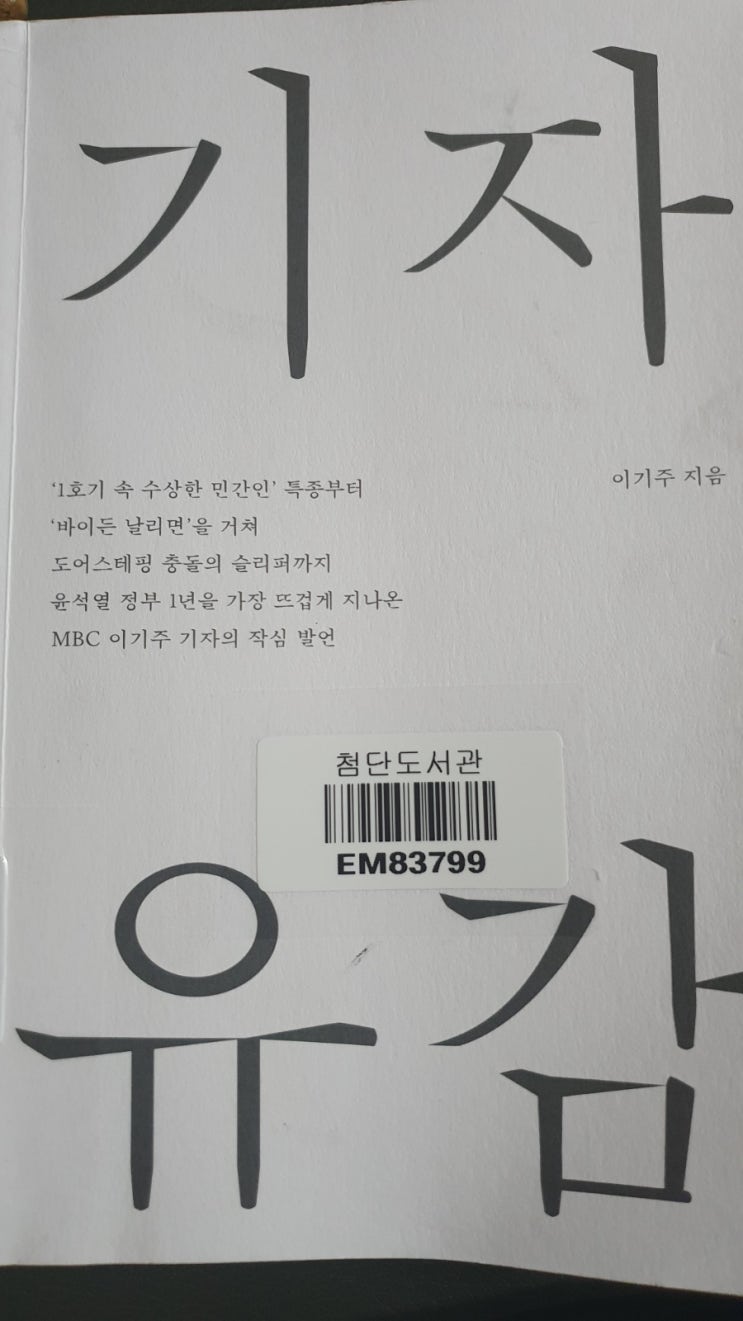 기자
'1호기 속 수상한 민간인' 특종부터
'바이든 날리면'을 거쳐
도어스테핑 충돌의 슬리퍼까지
윤석열 정부 1년을 가장 뜨겁게 지나온
MBC 이기주 기자의 작심 발언
이기주 지음
첨단도서관
EM83799
유감